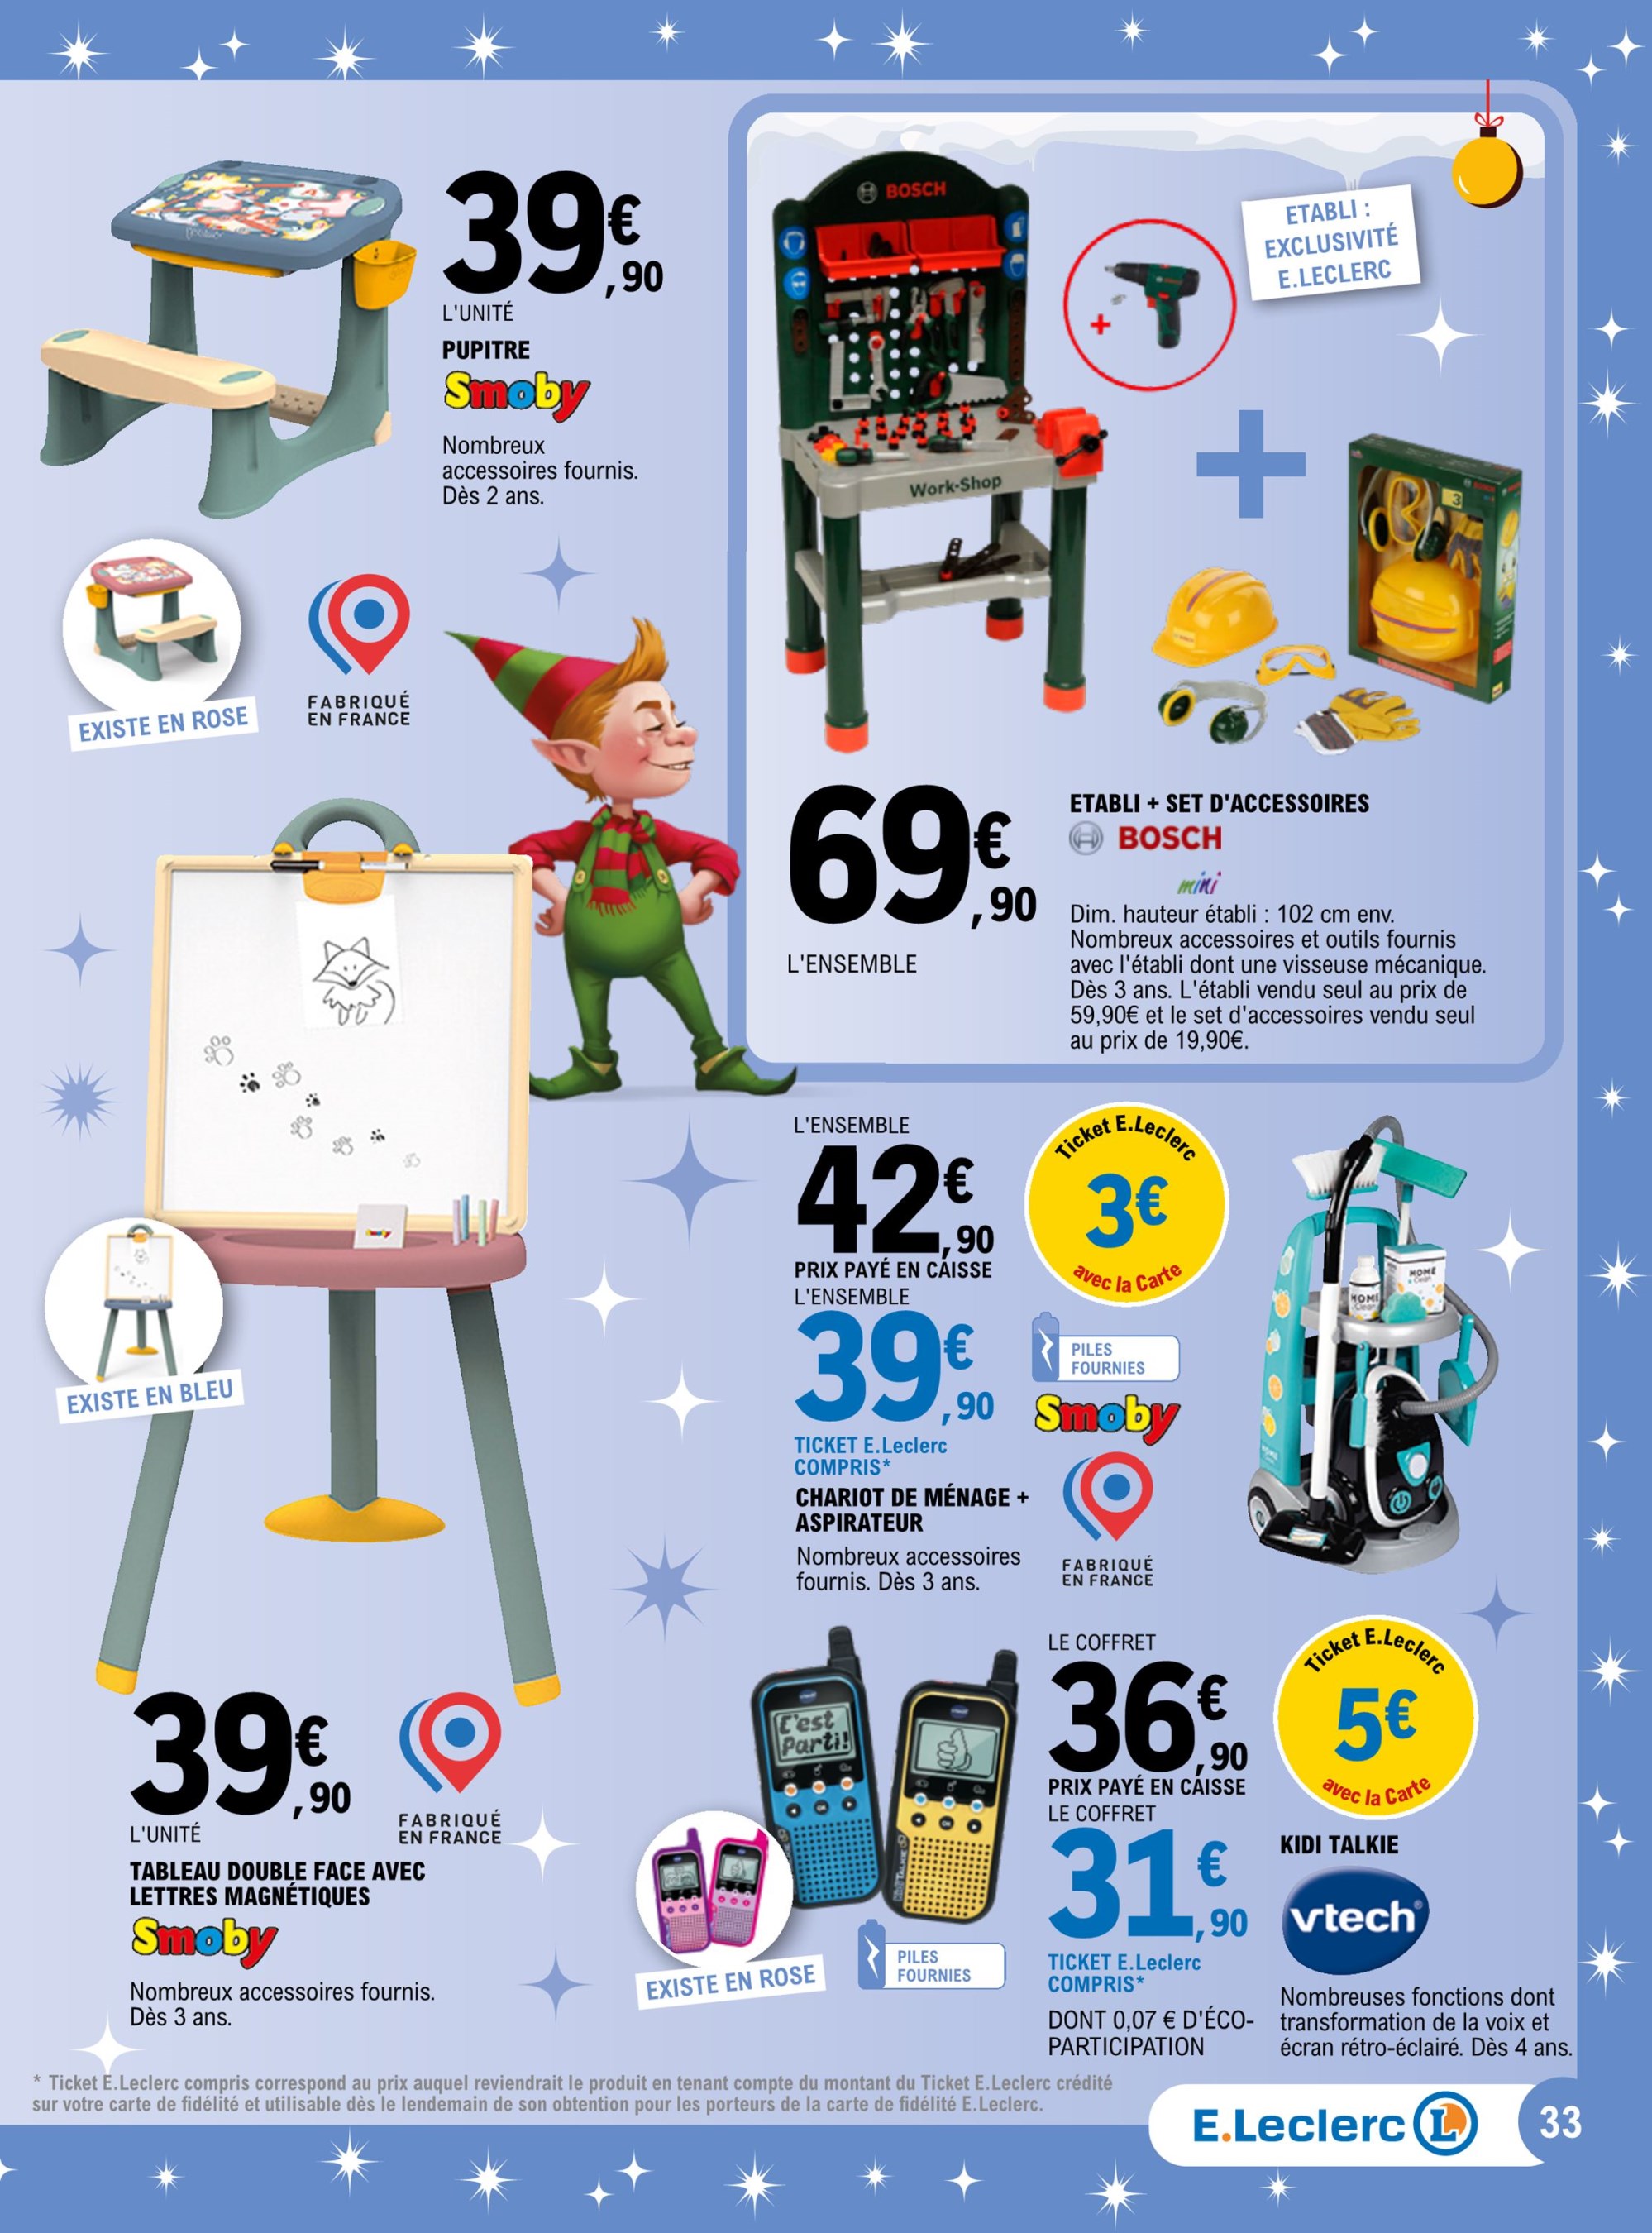 39€,90
L'UNITÉ
PUPITRE
Smoby
Nombreux
accessoires fournis.
Dès 2 ans.
EXISTE EN ROSE
FABRIQUÉ
EN FRANCE
BOSCH
Work-Shop
+
ETABLI :
EXCLUSIVITÉ
E.LECLERC
+
69€,90
L'ENSEMBLE
ETABLI + SET D'ACCESSOIRES
BOSCH
mini
Dim. hauteur établi : 102 cm env.
Nombreux accessoires et outils fournis
avec l'établi dont une visseuse mécanique.
Dès 3 ans. L'établi vendu seul au prix de
59,90€ et le set d'accessoires vendu seul
au prix de 19,90€.
EXISTE EN BLEU
39€,90
L'UNITÉ
FABRIQUÉ
EN FRANCE
TABLEAU DOUBLE FACE AVEC
LETTRES MAGNÉTIQUES
Smoby
Nombreux accessoires fournis.
Dès 3 ans.
L'ENSEMBLE
42€,90
PRIX PAYÉ EN CAISSE
L'ENSEMBLE
39€,90
TICKET E.Leclerc
COMPRIS*
CHARIOT DE MÉNAGE +
ASPIRATEUR
Nombreux accessoires
fournis. Dès 3 ans.
Ticket E.Leclerc
3€
avec la Carte
PILES
FOURNIES
Smoby
FABRIQUÉ
EN FRANCE
HOME
Clean
HOME
Clean
C'est
Parti!
EXISTE EN ROSE
PILES
FOURNIES
LE COFFRET
36€,90
PRIX PAYÉ EN CAISSE
LE COFFRET
31€,90
TICKET E.Leclerc
COMPRIS*
DONT 0,07 € D'ÉCO-
PARTICIPATION
Ticket E.Leclerc
5€
avec la Carte
KIDI TALKIE
vtech®
Nombreuses fonctions dont
transformation de la voix et
écran rétro-éclairé. Dès 4 ans.
* Ticket E.Leclerc compris correspond au prix auquel reviendrait le produit en tenant compte du montant du Ticket E.Leclerc crédité
sur votre carte de fidélité et utilisable dès le lendemain de son obtention pour les porteurs de la carte de fidélité E.Leclerc.
E.Leclerc L
33